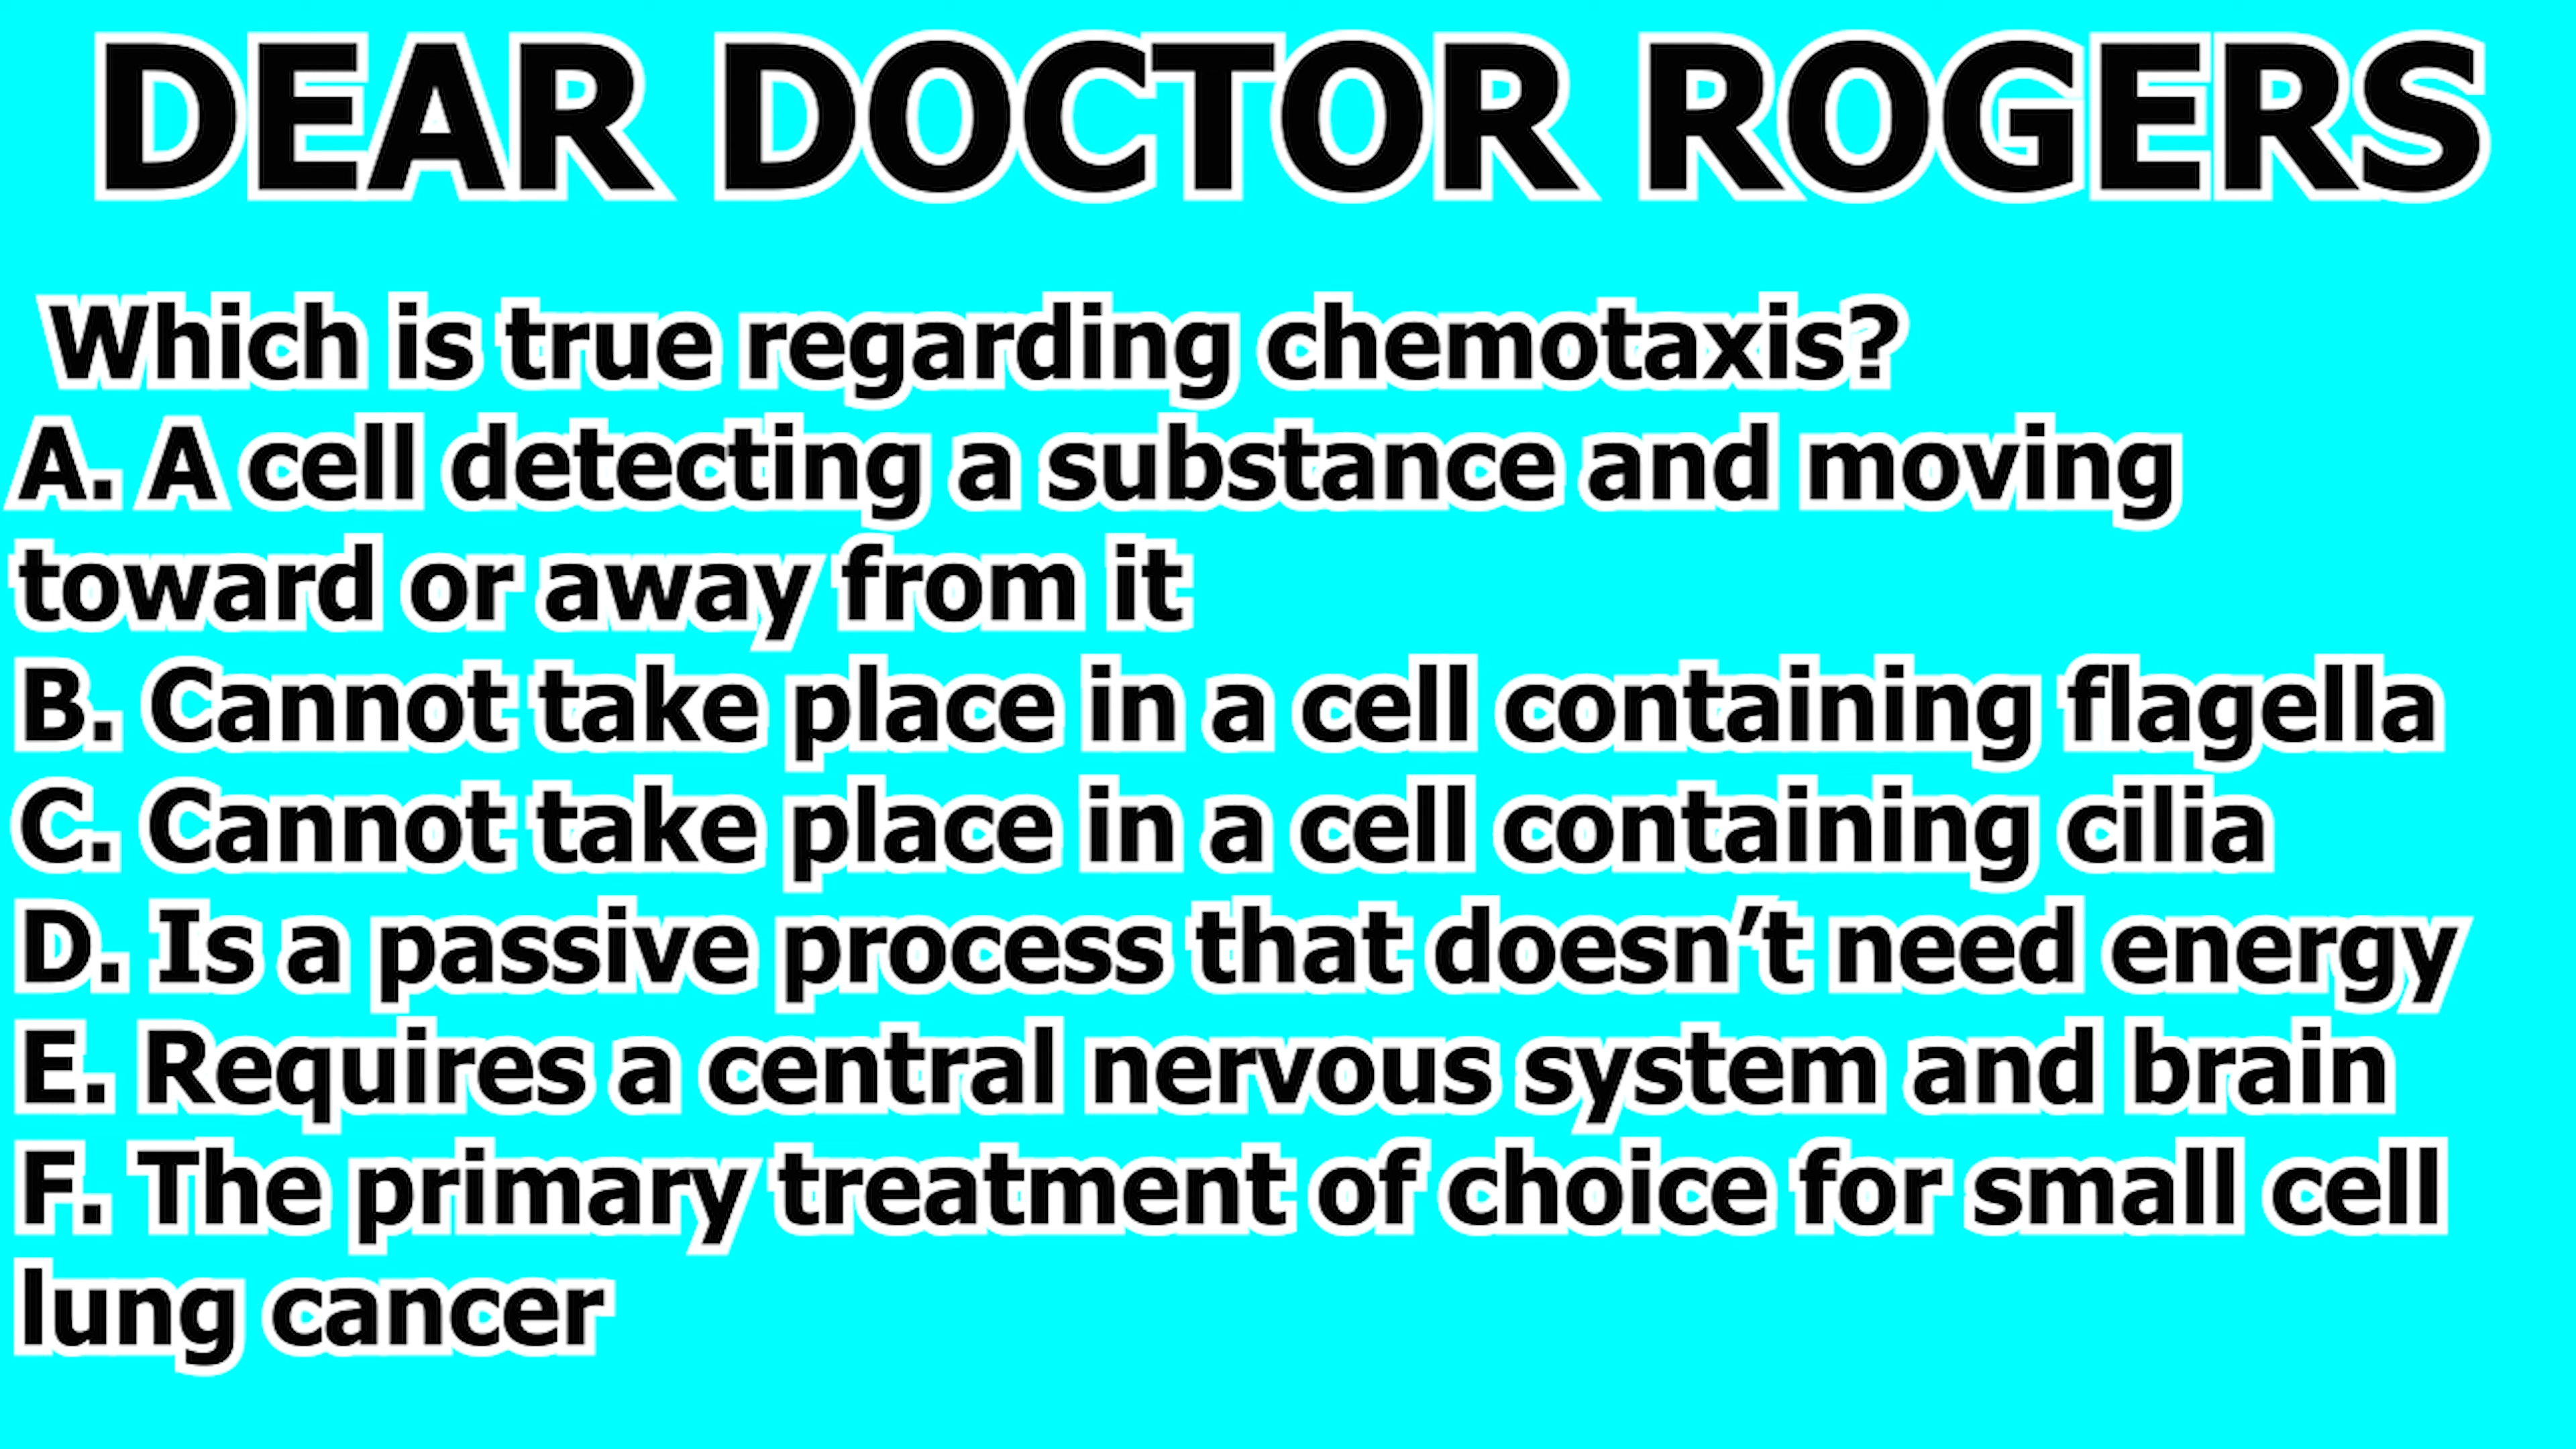 DEAR DOCTOR ROGERS
Which is true regarding chemotaxis?
A. A cell detecting a substance and moving
toward or away from it
B. Cannot take place in a cell containing flagella
C. Cannot take place in a cell containing cilia
D. Is a passive process that doesn’t need energy
E. Requires a central nervous system and brain
F. The primary treatment of choice for small cell
lung cancer